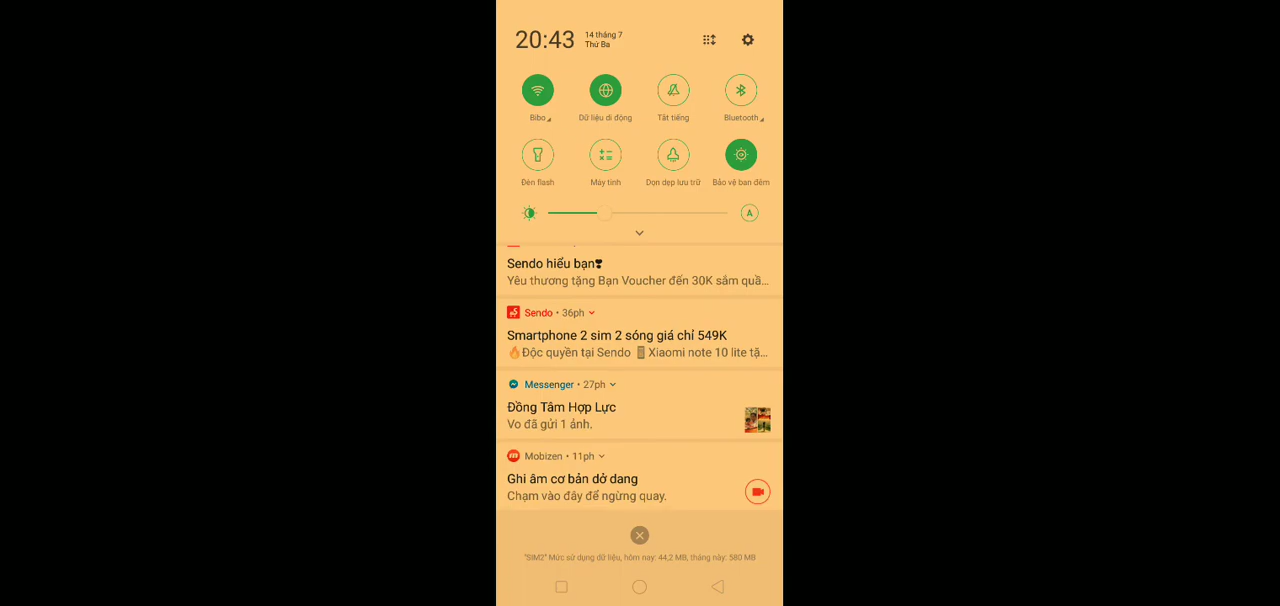 20:43
14 tháng 7
Thứ Ba
Bibo
Dữ liệu di động
Tắt tiếng
Bluetooth
Đèn flash
Máy tính
Dọn dẹp lưu trữ
Bảo vệ ban đêm
A
Sendo hiểu bạn❣
Yêu thương tặng Bạn Voucher đến 30K sắm quầ...
Sendo • 36ph
Smartphone 2 sim 2 sóng giá chỉ 549K
🔥Độc quyền tại Sendo 📱Xiaomi note 10 lite tặ...
Messenger • 27ph
Đồng Tâm Hợp Lực
Vo đã gửi 1 ảnh.
Mobizen • 11ph
Ghi âm cơ bản dở dang
Chạm vào đây để ngừng quay.
"SIM2" Mức sử dụng dữ liệu, hôm nay: 44,2 MB, tháng này: 580 MB